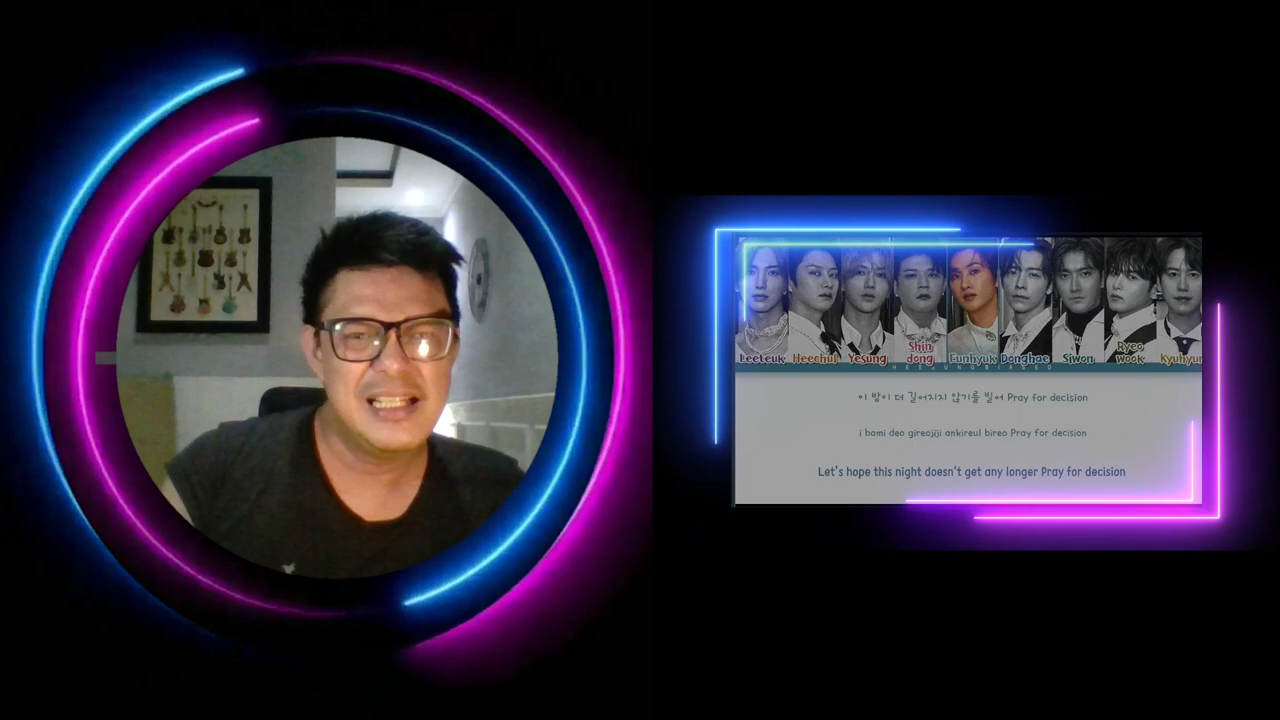 Leeteuk Heechul Yesung Shin dong Eunhyuk Donghae Siwon Ryeo wook Kyuhyun
HEESUNGBIASED
이 밤이 더 길어지지 않기를 빌어 Pray for decision
i bami deo gireojiji ankireul bireo Pray for decision
Let's hope this night doesn't get any longer Pray for decision